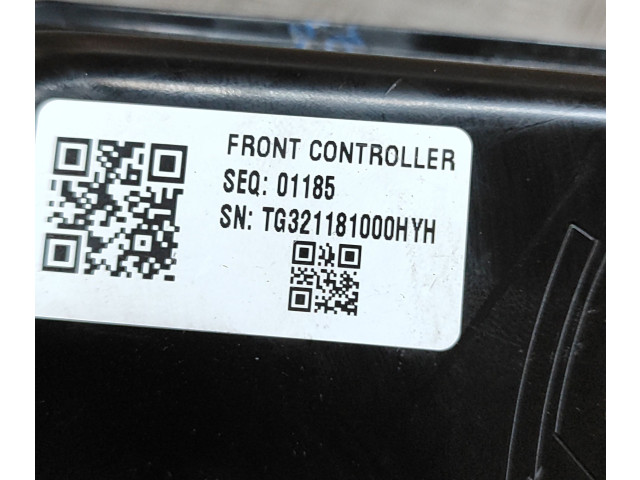 FRONT CONTROLLER
SEQ: 01185
SN: TG321181000HYH